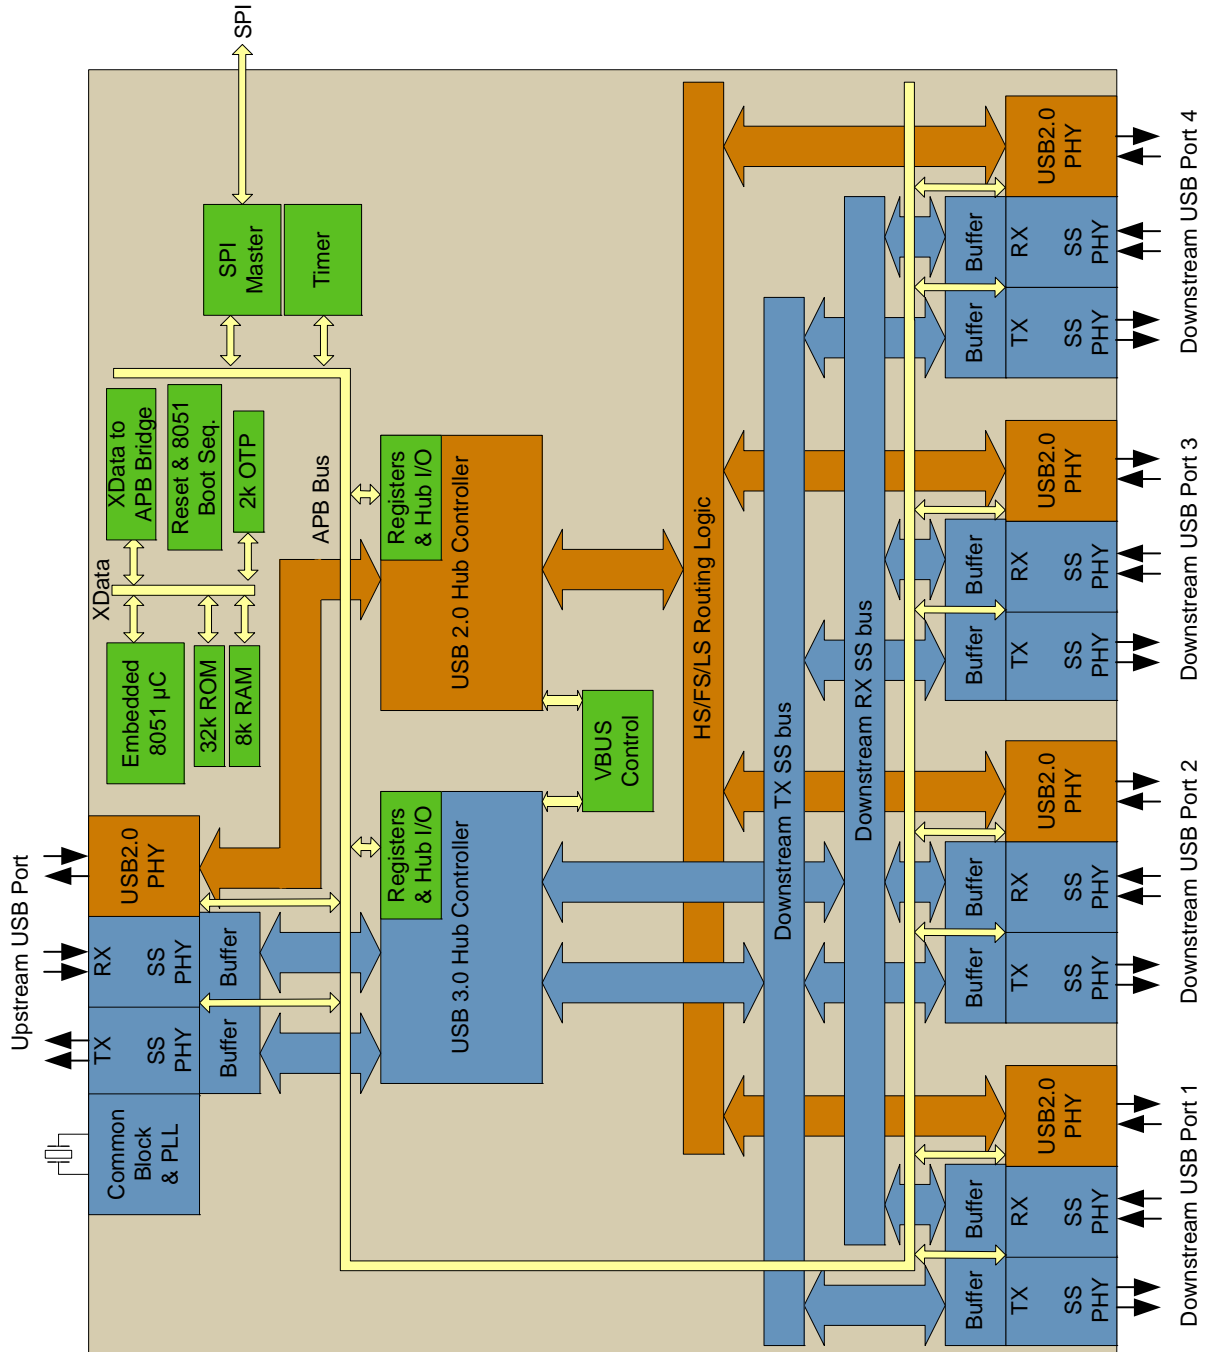 Upstream USB Port
Common
Block
& PLL
TX
SS
PHY
Buffer
RX
SS
PHY
Buffer
USB2.0
PHY
Embedded
8051 µC
32k ROM
8k RAM
XData
XData to
APB Bridge
Reset & 8051
Boot Seq.
2k OTP
SPI
Master
Timer
SPI
APB Bus
USB 3.0 Hub Controller
Registers
& Hub I/O
USB 2.0 Hub Controller
Registers
& Hub I/O
VBUS
Control
HS/FS/LS Routing Logic
Downstream TX SS bus
Downstream RX SS bus
Buffer
TX
SS
PHY
Buffer
RX
SS
PHY
USB2.0
PHY
Downstream USB Port 1
Buffer
TX
SS
PHY
Buffer
RX
SS
PHY
USB2.0
PHY
Downstream USB Port 2
Buffer
TX
SS
PHY
Buffer
RX
SS
PHY
USB2.0
PHY
Downstream USB Port 3
Buffer
TX
SS
PHY
Buffer
RX
SS
PHY
USB2.0
PHY
Downstream USB Port 4